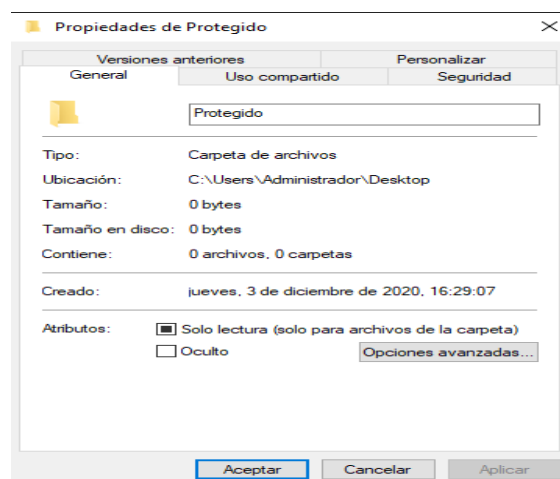 Propiedades de Protegido
Versiones anteriores Personalizar
General Uso compartido Seguridad
Protegido
Tipo: Carpeta de archivos
Ubicación: C:\Users\Administrador\Desktop
Tamaño: 0 bytes
Tamaño en disco: 0 bytes
Contiene: 0 archivos, 0 carpetas
Creado: jueves, 3 de diciembre de 2020, 16:29:07
Atributos: Solo lectura (solo para archivos de la carpeta)
Oculto Opciones avanzadas...
Aceptar Cancelar Aplicar